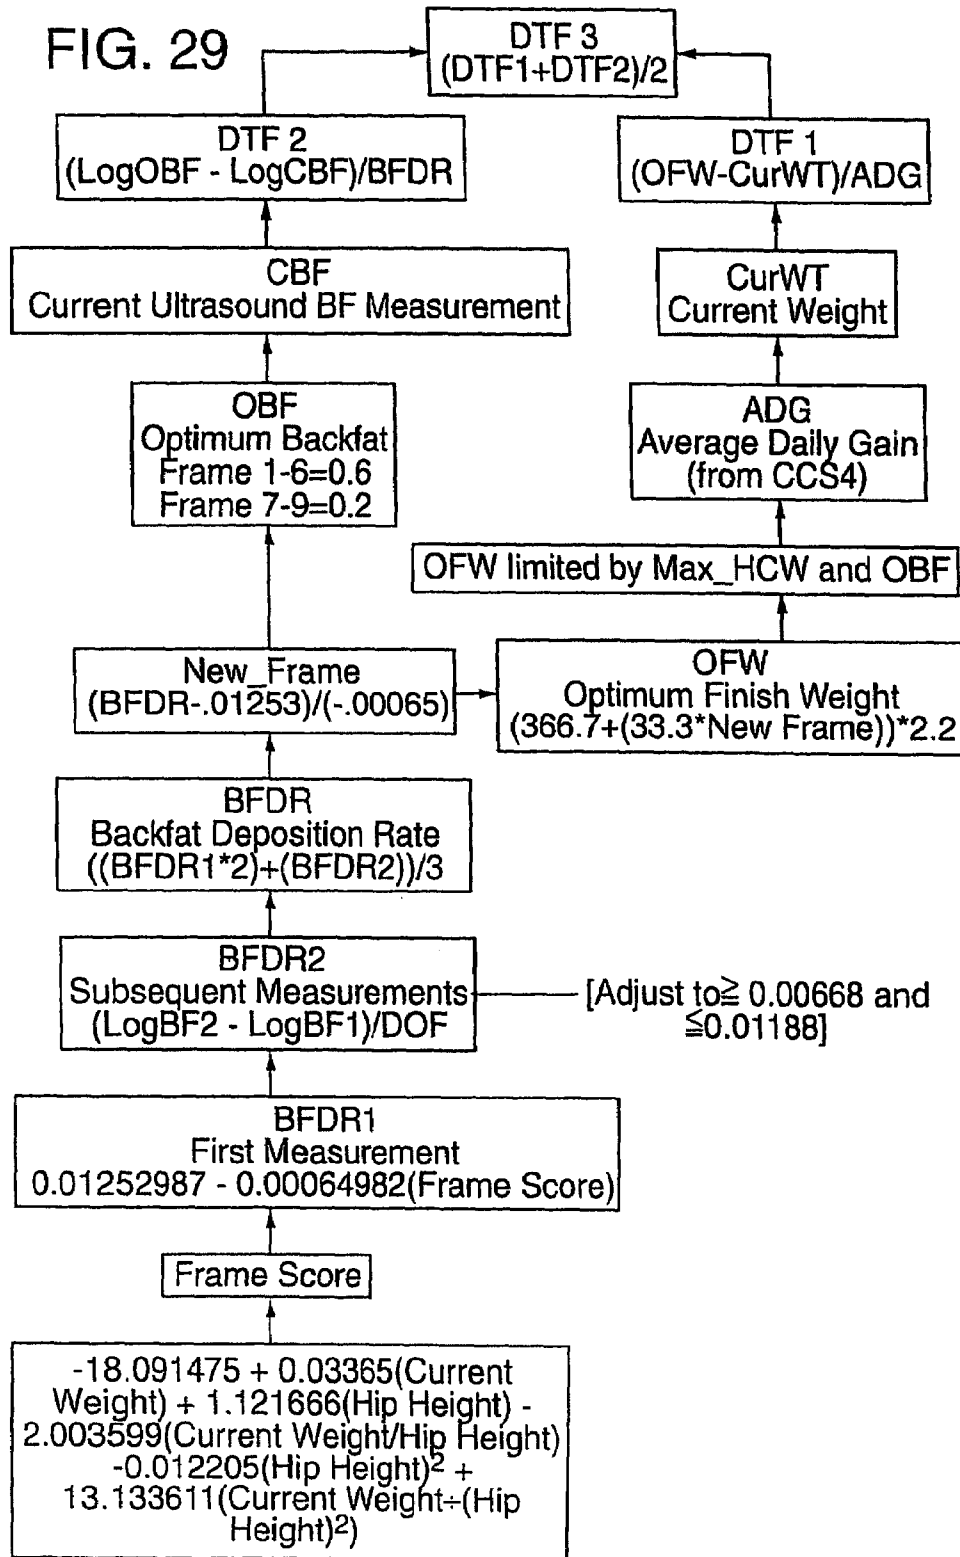 FIG. 29
DTF 3
(DTF1+DTF2)/2
DTF 2
(LogOBF - LogCBF)/BFDR
DTF 1
(OFW-CurWT)/ADG
CBF
Current Ultrasound BF Measurement
CurWT
Current Weight
OBF
Optimum Backfat
Frame 1-6=0.6
Frame 7-9=0.2
ADG
Average Daily Gain
(from CCS4)
OFW limited by Max_HCW and OBF
New_Frame
(BFDR-.01253)/(-.00065)
OFW
Optimum Finish Weight
(366.7+(33.3*New Frame))*2.2
BFDR
Backfat Deposition Rate
((BFDR1*2)+(BFDR2))/3
BFDR2
Subsequent Measurements
(LogBF2 - LogBF1)/DOF
[Adjust to≧ 0.00668 and
≦0.01188]
BFDR1
First Measurement
0.01252987 - 0.00064982(Frame Score)
Frame Score
-18.091475 + 0.03365(Current
Weight) + 1.121666(Hip Height) -
2.003599(Current Weight/Hip Height)
-0.012205(Hip Height)² +
13.133611(Current Weight÷(Hip
Height)²)